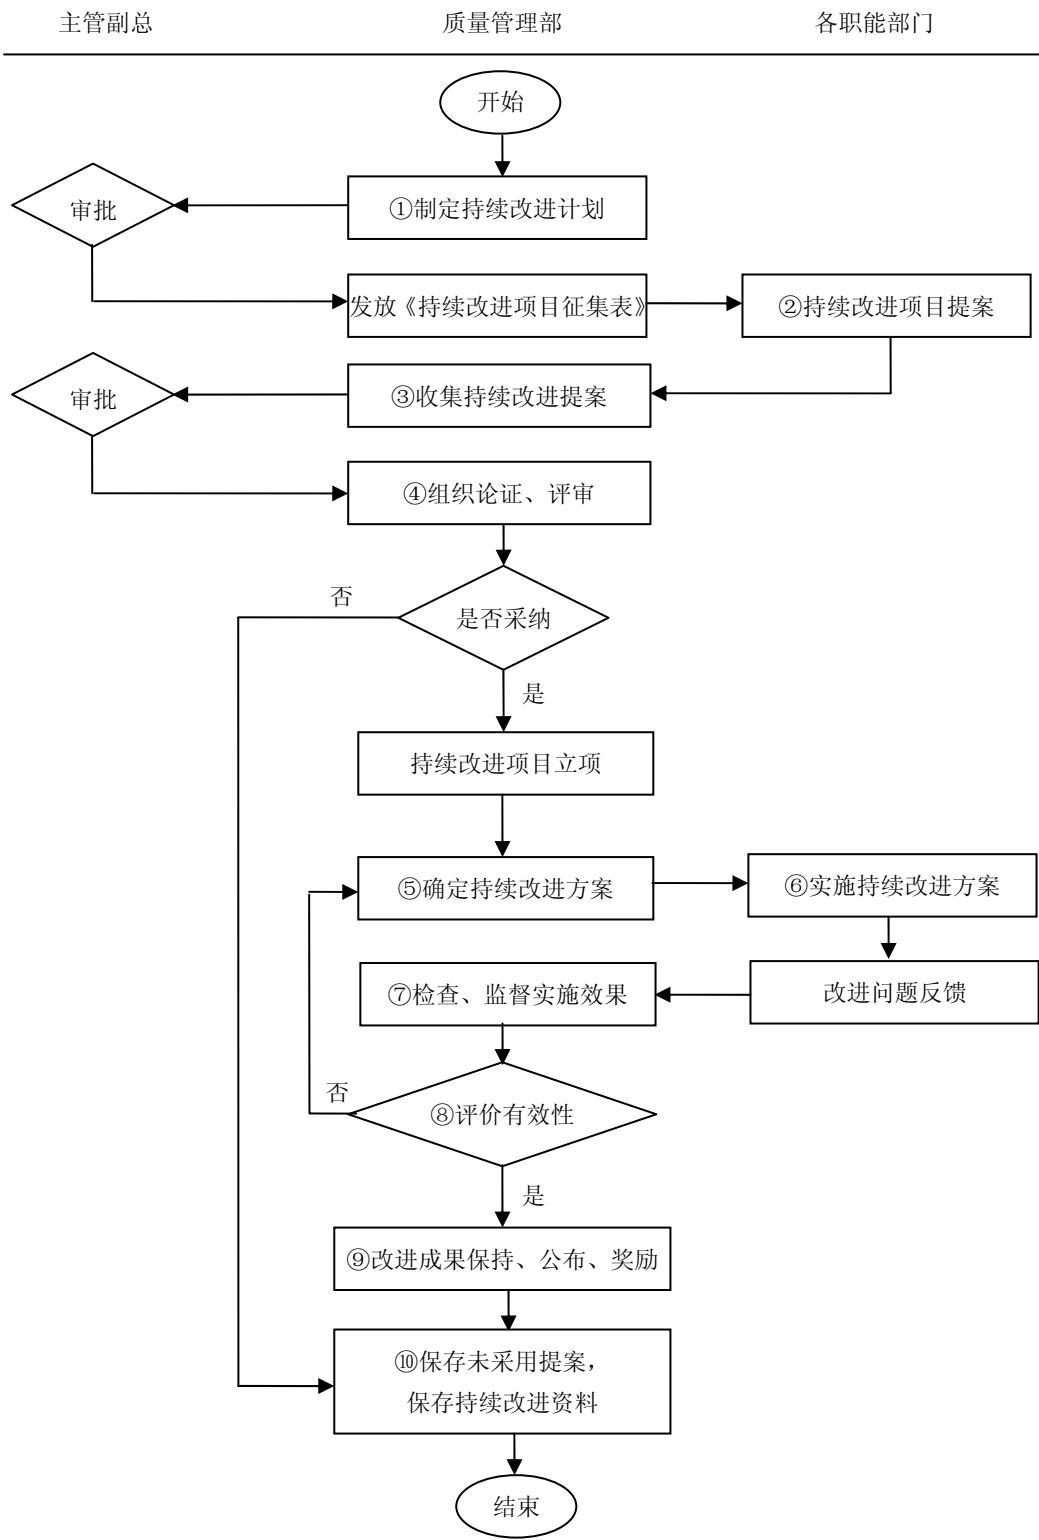 主管副总
质量管理部
各职能部门
开始
审批
①制定持续改进计划
发放《持续改进项目征集表》
②持续改进项目提案
审批
③收集持续改进提案
④组织论证、评审
否
是否采纳
是
持续改进项目立项
⑤确定持续改进方案
⑥实施持续改进方案
⑦检查、监督实施效果
改进问题反馈
否
⑧评价有效性
是
⑨改进成果保持、公布、奖励
⑩保存未采用提案,
保存持续改进资料
结束